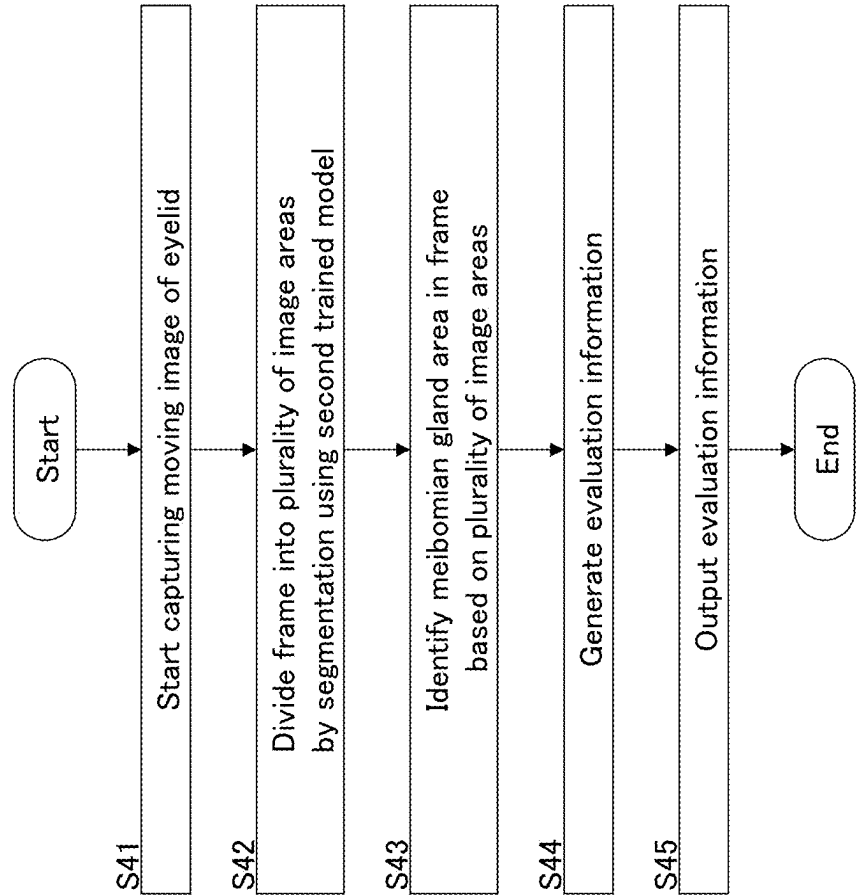 Start
S41
Start capturing moving image of eyelid
S42
Divide frame into plurality of image areas
by segmentation using second trained model
S43
Identify meibomian gland area in frame
based on plurality of image areas
S44
Generate evaluation information
S45
Output evaluation information
End